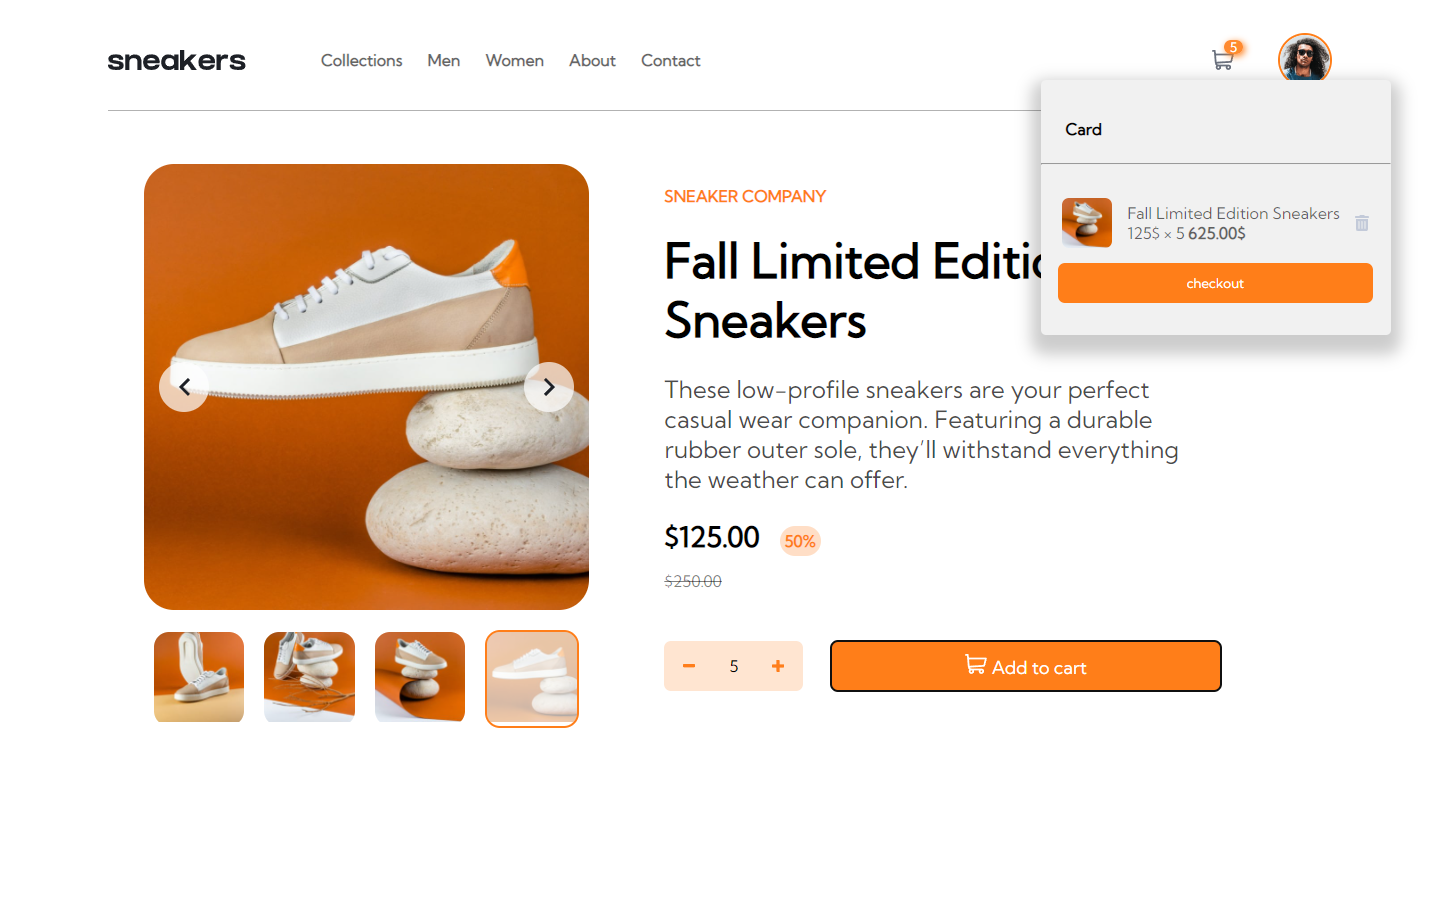 sneakers
Collections Men Women About Contact
5
Card
Fall Limited Edition Sneakers
125$ × 5 625.00$
checkout
SNEAKER COMPANY
Fall Limited Editic
Sneakers
These low-profile sneakers are your perfect
casual wear companion. Featuring a durable
rubber outer sole, they’ll withstand everything
the weather can offer.
$125.00 50%
$250.00
5
Add to cart